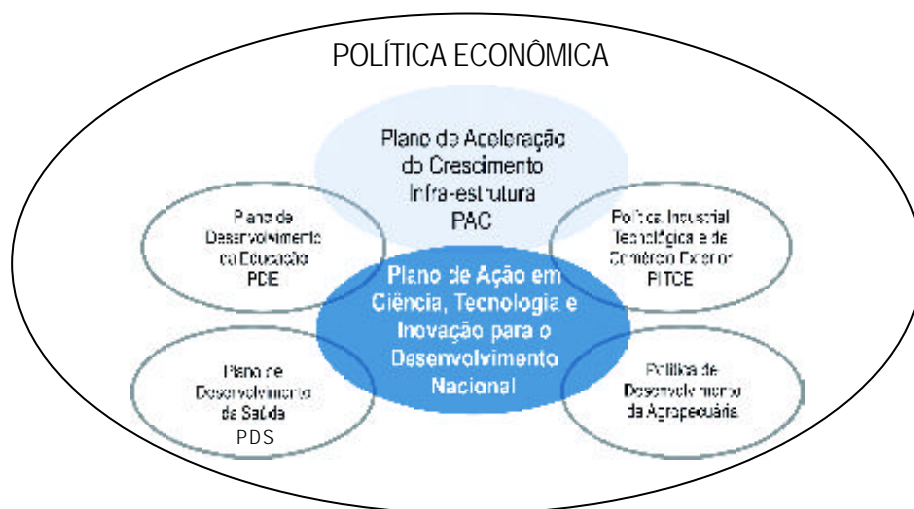 POLÍTICA ECONÔMICA
Plano de Aceleração
do Crescimento
Infra-estrutura
PAC
Plano de
Desenvolvimento
da Educação
PDE
Política Industrial
Tecnológica e de
Comércio Exterior
PITCE
Plano de Ação em
Ciência, Tecnologia e
Inovação para o
Desenvolvimento
Nacional
Plano de
Desenvolvimento
da Saúde
PDS
Política de
Desenvolvimento
da Agropecuária